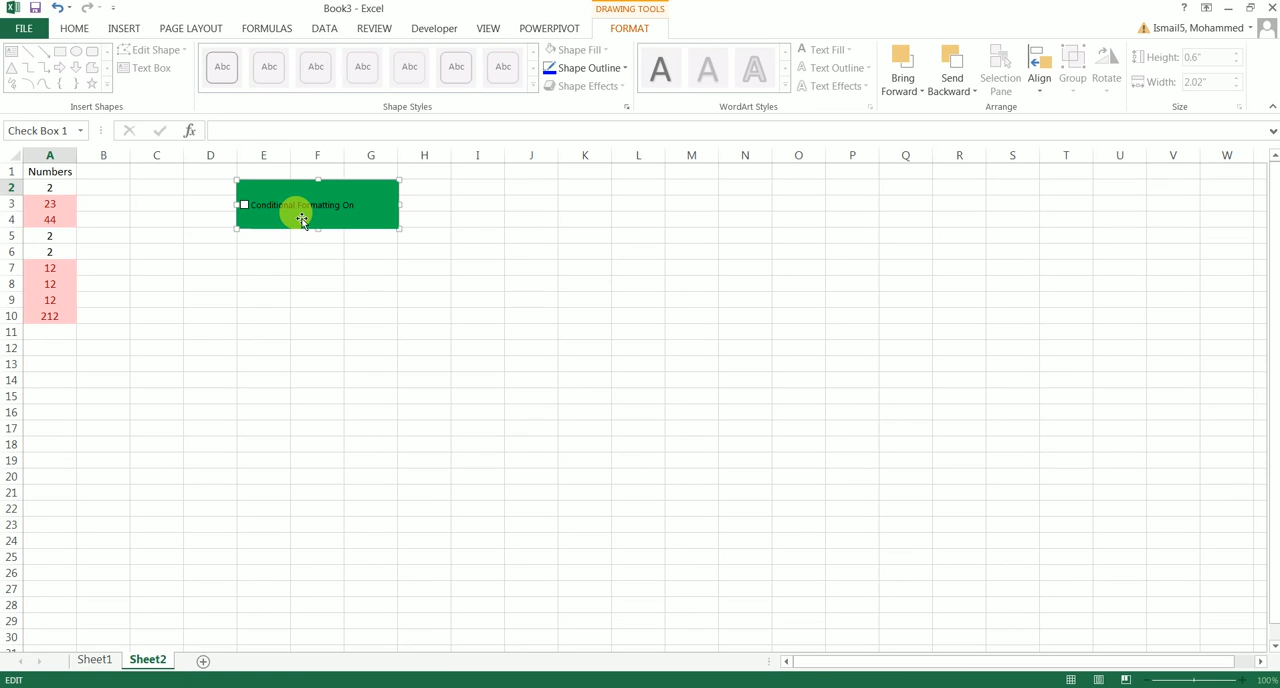 Book3 - Excel
DRAWING TOOLS
FILE HOME INSERT PAGE LAYOUT FORMULAS DATA REVIEW VIEW Developer VIEW POWERPIVOT FORMAT
Ismail5, Mohammed
Edit Shape
Text Box
Insert Shapes
Abc Abc Abc Abc Abc Abc Abc
Shape Fill
Shape Outline
Shape Effects
Shape Styles
A A A
Text Fill
Text Outline
Text Effects
WordArt Styles
Bring Forward
Send Backward
Selection Pane
Align
Group
Rotate
Arrange
Height: 0.6"
Width: 2.02"
Size
Check Box 1
fx
A B C D E F G H I J K L M N O P Q R S T U V W
1 Numbers
2 2
3 23
4 44
5 2
6 2
7 12
8 12
9 12
10 212
Conditional Formatting On
11
12
13
14
15
16
17
18
19
20
21
22
23
24
25
26
27
28
29
30
Sheet1 Sheet2
EDIT
100%